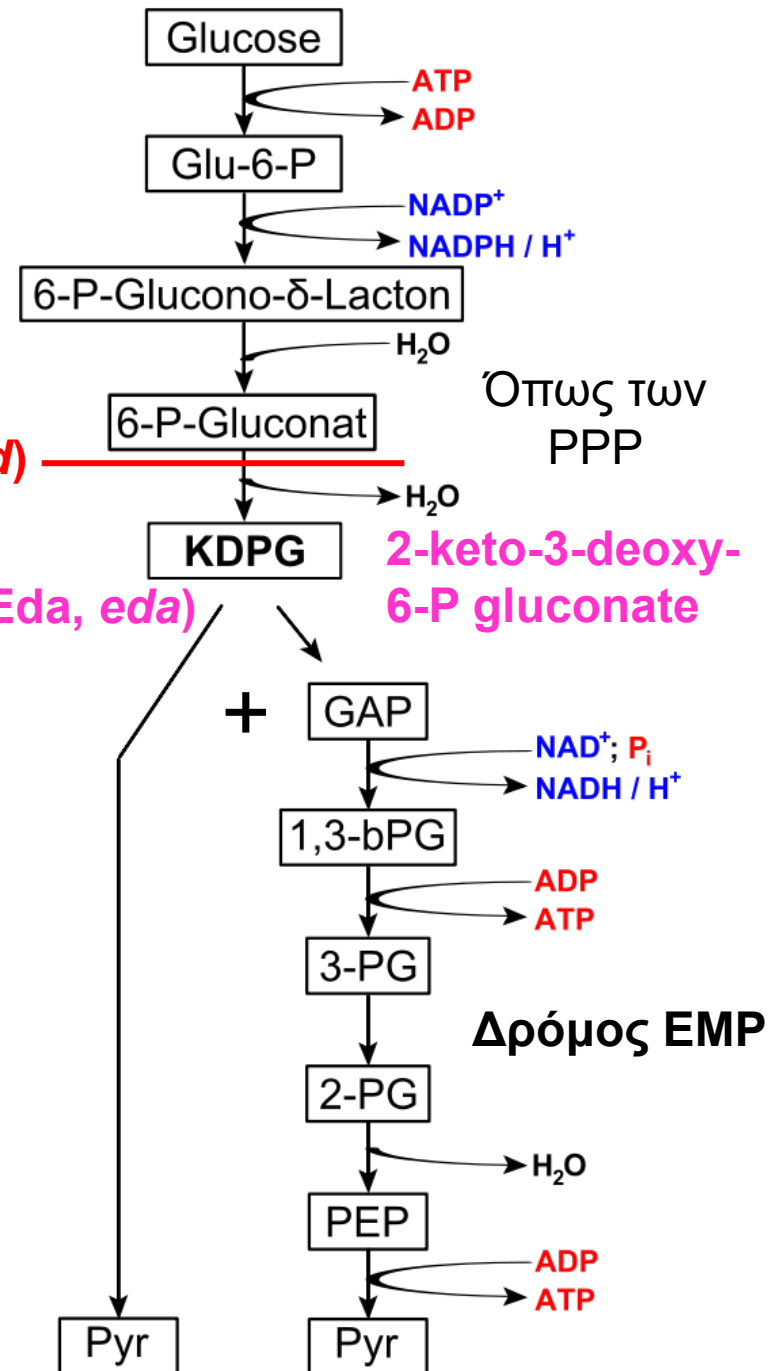 Glucose
ATP
ADP
Glu-6-P
NADP⁺
NADPH / H⁺
6-P-Glucono-δ-Lacton
H₂O
Όπως των
PPP
6-P-Gluconat
d)
H₂O
KDPG
2-keto-3-deoxy-
6-P gluconate
Eda, eda)
+
GAP
NAD⁺; Pᵢ
NADH / H⁺
1,3-bPG
ADP
ATP
3-PG
Δρόμος EMP
2-PG
H₂O
PEP
ADP
ATP
Pyr
Pyr